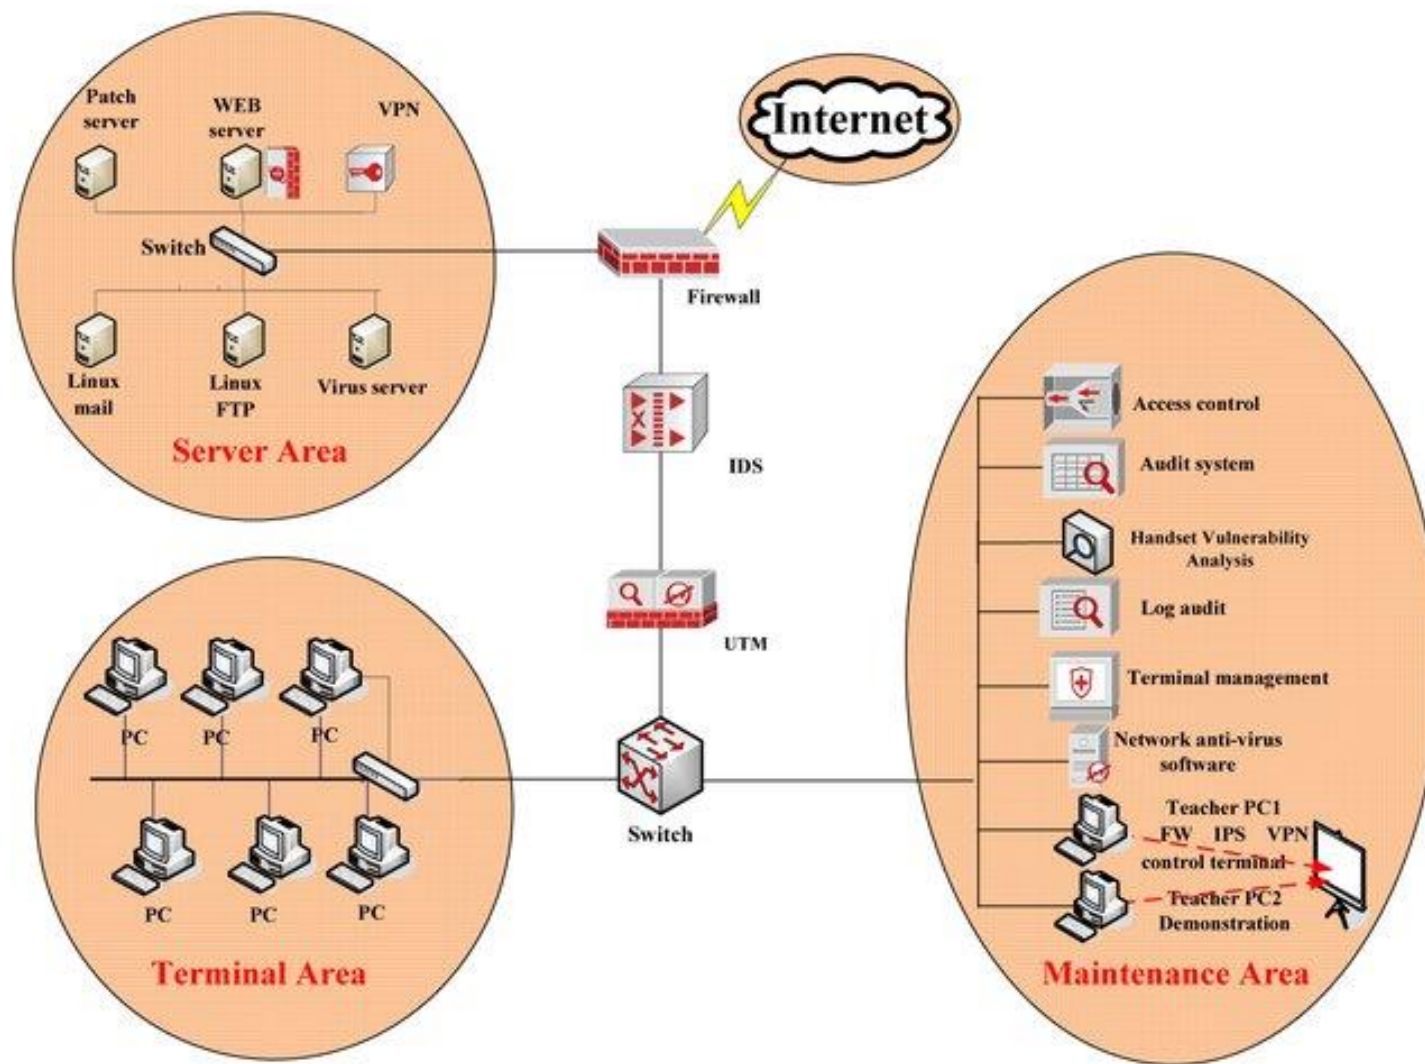 Patch
server
WEB
server
VPN
Switch
Linux
mail
Linux
FTP
Virus server
Server Area
Internet
Firewall
IDS
UTM
Switch
PC
PC
PC
PC
PC
PC
Terminal Area
Access control
Audit system
Handset Vulnerability
Analysis
Log audit
Terminal management
Network anti-virus
software
Teacher PC1
FW IPS VPN
control terminal
Teacher PC2
Demonstration
Maintenance Area